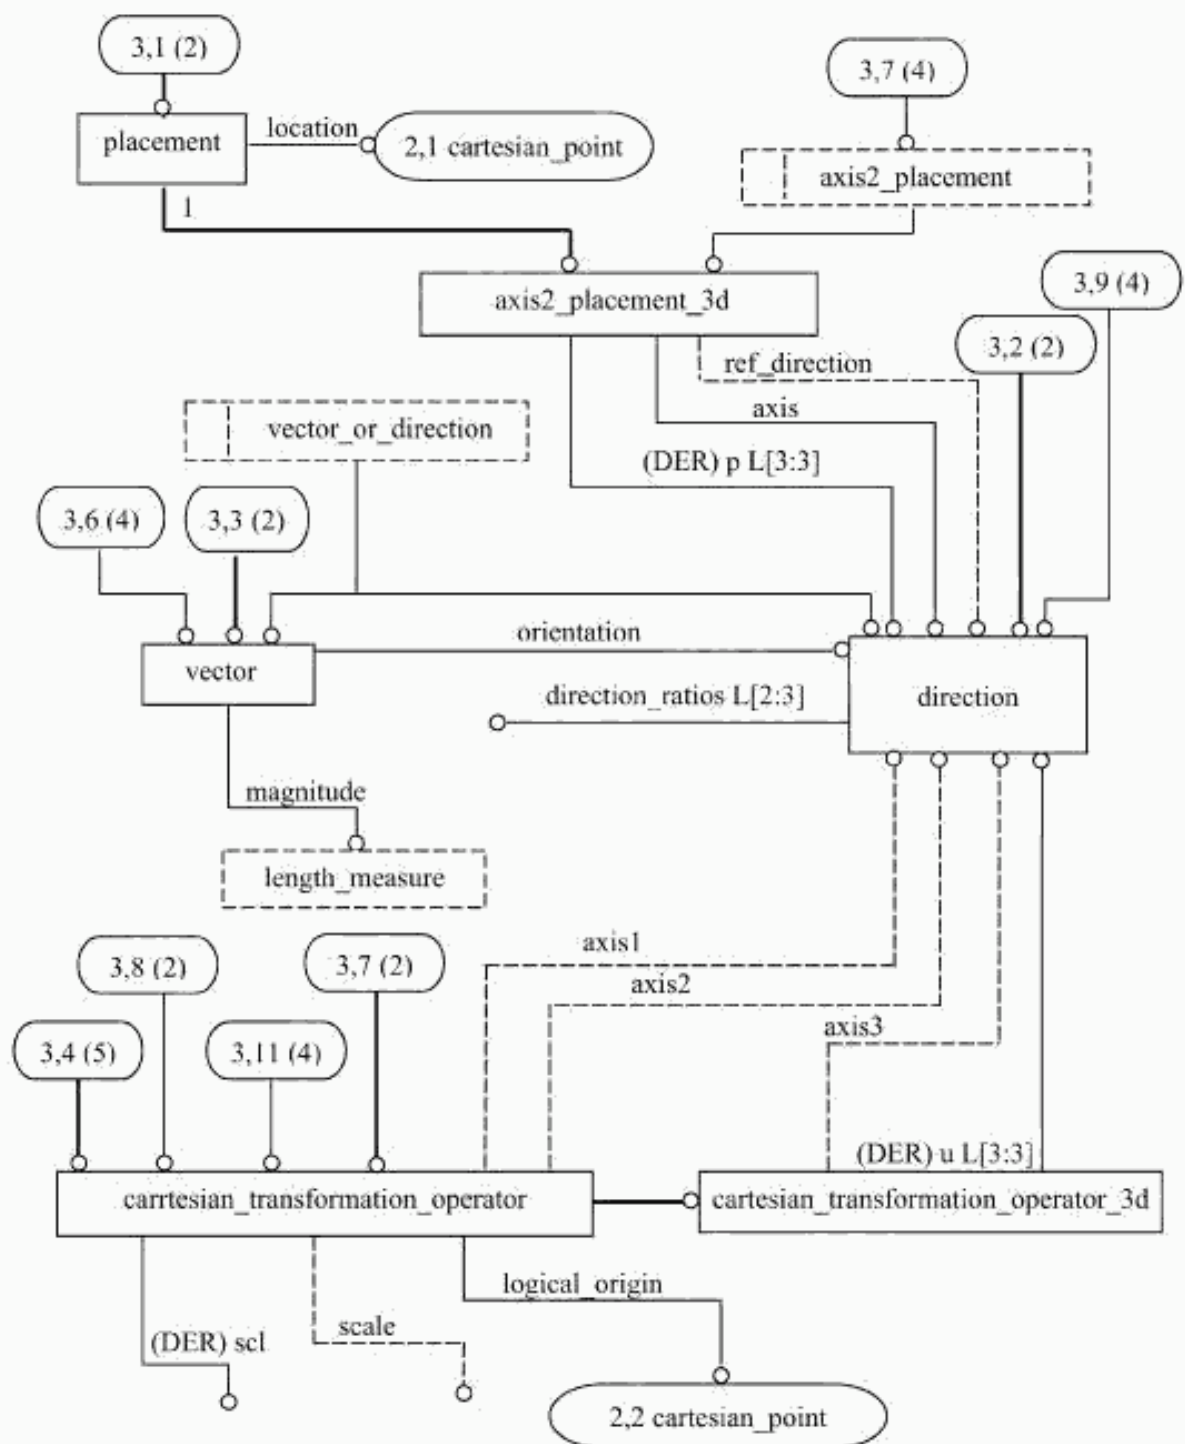 3,1 (2)
3,7 (4)
placement
location
2,1 cartesian_point
axis2_placement
1
3,9 (4)
axis2_placement_3d
3,2 (2)
ref_direction
axis
vector_or_direction
(DER) p L[3:3]
3,6 (4)
3,3 (2)
orientation
vector
direction_ratios L[2:3]
direction
magnitude
length_measure
axis1
3,8 (2)
3,7 (2)
axis2
axis3
3,4 (5)
3,11 (4)
(DER) u L[3:3]
carrtesian_transformation_operator
cartesian_transformation_operator_3d
logical_origin
scale
(DER) scl
2,2 cartesian_point